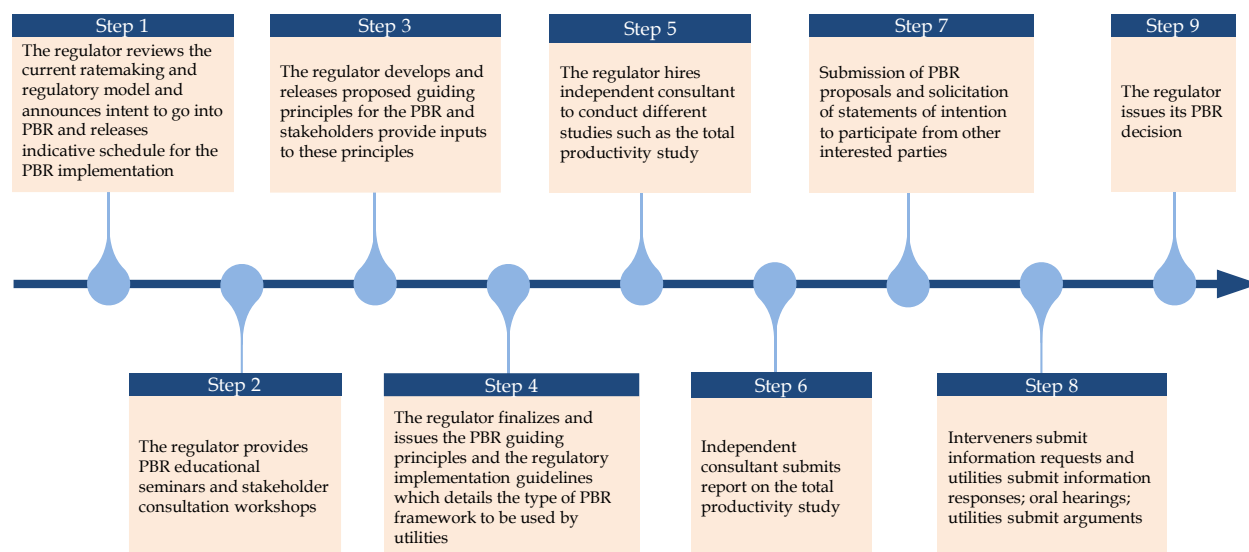 Step 1
The regulator reviews the
current ratemaking and
regulatory model and
announces intent to go into
PBR and releases
indicative schedule for the
PBR implementation
Step 2
The regulator provides
PBR educational
seminars and stakeholder
consultation workshops
Step 3
The regulator develops and
releases proposed guiding
principles for the PBR and
stakeholders provide inputs
to these principles
Step 4
The regulator finalizes and
issues the PBR guiding
principles and the regulatory
implementation guidelines
which details the type of PBR
framework to be used by
utilities
Step 5
The regulator hires
independent consultant
to conduct different
studies such as the total
productivity study
Step 6
Independent
consultant submits
report on the total
productivity study
Step 7
Submission of PBR
proposals and solicitation
of statements of intention
to participate from other
interested parties
Step 8
Interveners submit
information requests and
utilities submit information
responses; oral hearings;
utilities submit arguments
Step 9
The regulator
issues its PBR
decision